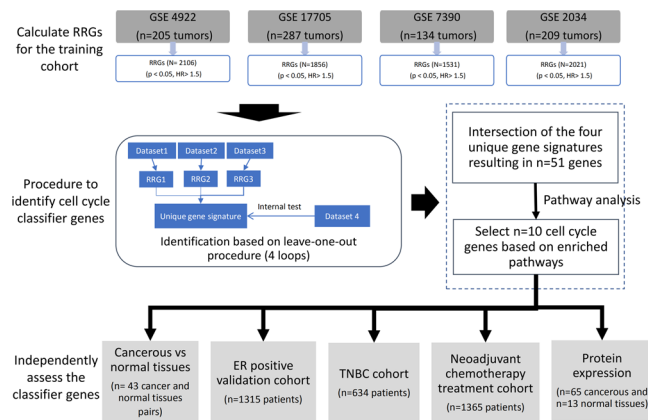 Calculate RRGs
for the training
cohort
GSE 4922
(n=205 tumors)
GSE 17705
(n=287 tumors)
GSE 7390
(n=134 tumors)
GSE 2034
(n=209 tumors)
RRGs (N= 2106)
(p < 0.05, HR> 1.5)
RRGs (N=1856)
(p < 0.05, HR> 1.5)
RRGs (N=1531)
(p < 0.05, HR> 1.5)
RRGs (N=2021)
(p < 0.05, HR> 1.5)
Procedure to
identify cell cycle
classifier genes
Dataset1
Dataset2
Dataset3
RRG1
RRG2
RRG3
Unique gene signature
Internal test
Dataset 4
Identification based on leave-one-out
procedure (4 loops)
Intersection of the four
unique gene signatures
resulting in n=51 genes
Pathway analysis
Select n=10 cell cycle
genes based on enriched
pathways
Independently
assess the
classifier genes
Cancerous vs
normal tissues
(n= 43 cancer and
normal tissues
pairs)
ER positive
validation cohort
(n=1315 patients)
TNBC cohort
(n=634 patients)
Neoadjuvant
chemotherapy
treatment cohort
(n=1365 patients)
Protein
expression
(n=65 cancerous and
n=13 normal tissues)